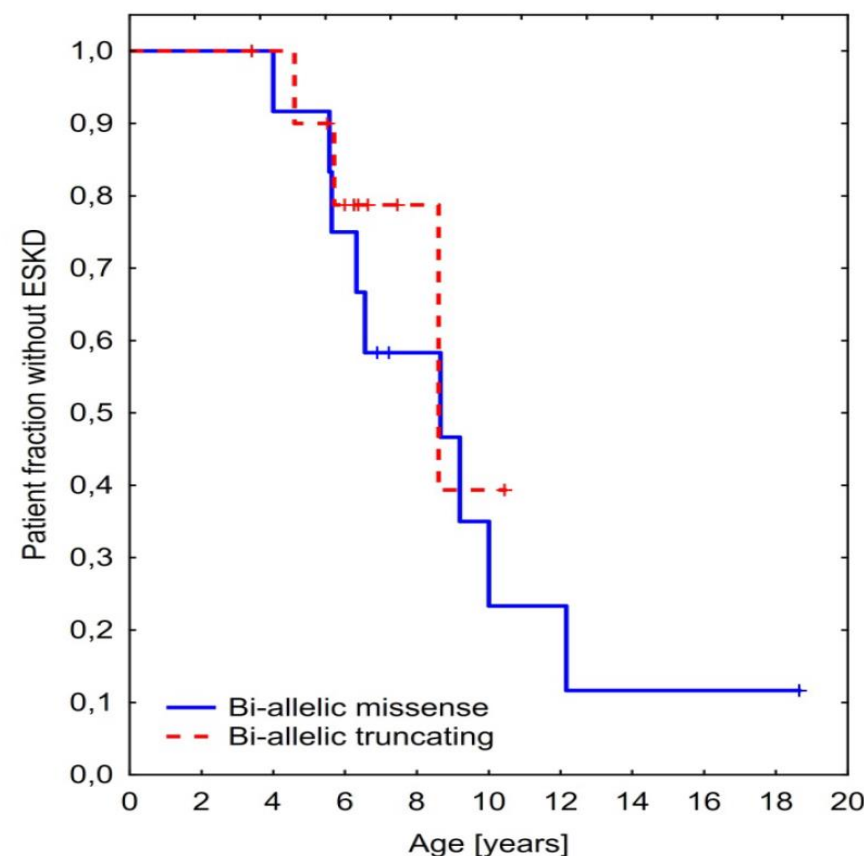 Patient fraction without ESKD
1,0
0,9
0,8
0,7
0,6
0,5
0,4
0,3
0,2
0,1
0,0
Bi-allelic missense
Bi-allelic truncating
0 2 4 6 8 10 12 14 16 18 20
Age [years]